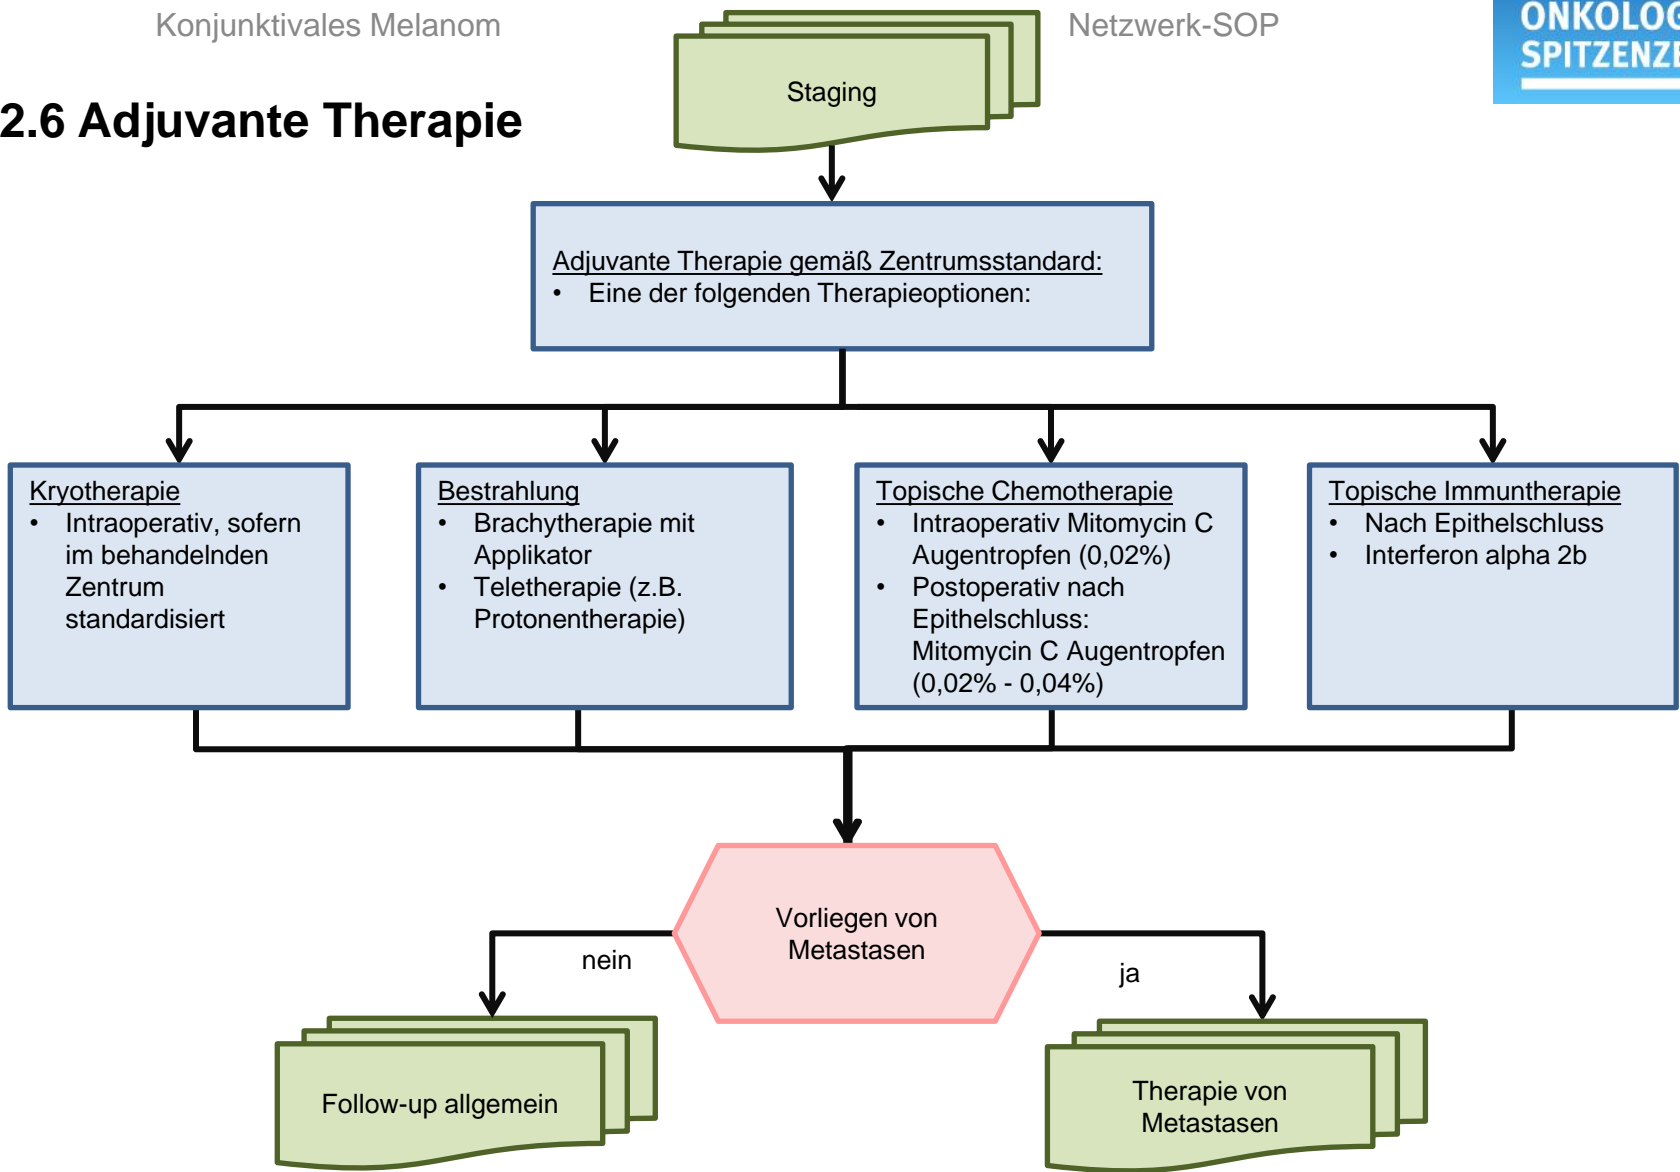 Konjunktivales Melanom
Netzwerk-SOP
ONKOLOG
SPITZENZE
2.6 Adjuvante Therapie
Staging
Adjuvante Therapie gemäß Zentrumsstandard:
• Eine der folgenden Therapieoptionen:
Kryotherapie
• Intraoperativ, sofern
im behandelnden
Zentrum
standardisiert
Bestrahlung
• Brachytherapie mit
Applikator
• Teletherapie (z.B.
Protonentherapie)
Topische Chemotherapie
• Intraoperativ Mitomycin C
Augentropfen (0,02%)
• Postoperativ nach
Epithelschluss:
Mitomycin C Augentropfen
(0,02% - 0,04%)
Topische Immuntherapie
• Nach Epithelschluss
• Interferon alpha 2b
Vorliegen von
Metastasen
nein
ja
Follow-up allgemein
Therapie von
Metastasen